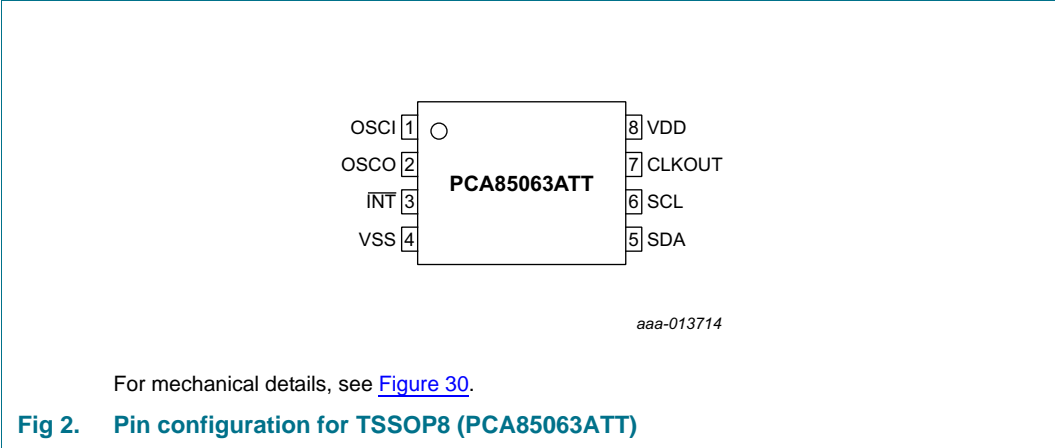 OSCI 1 8 VDD
OSCO 2 7 CLKOUT
PCA85063ATT
INT 3 6 SCL
VSS 4 5 SDA
aaa-013714
For mechanical details, see Figure 30.
Fig 2. Pin configuration for TSSOP8 (PCA85063ATT)